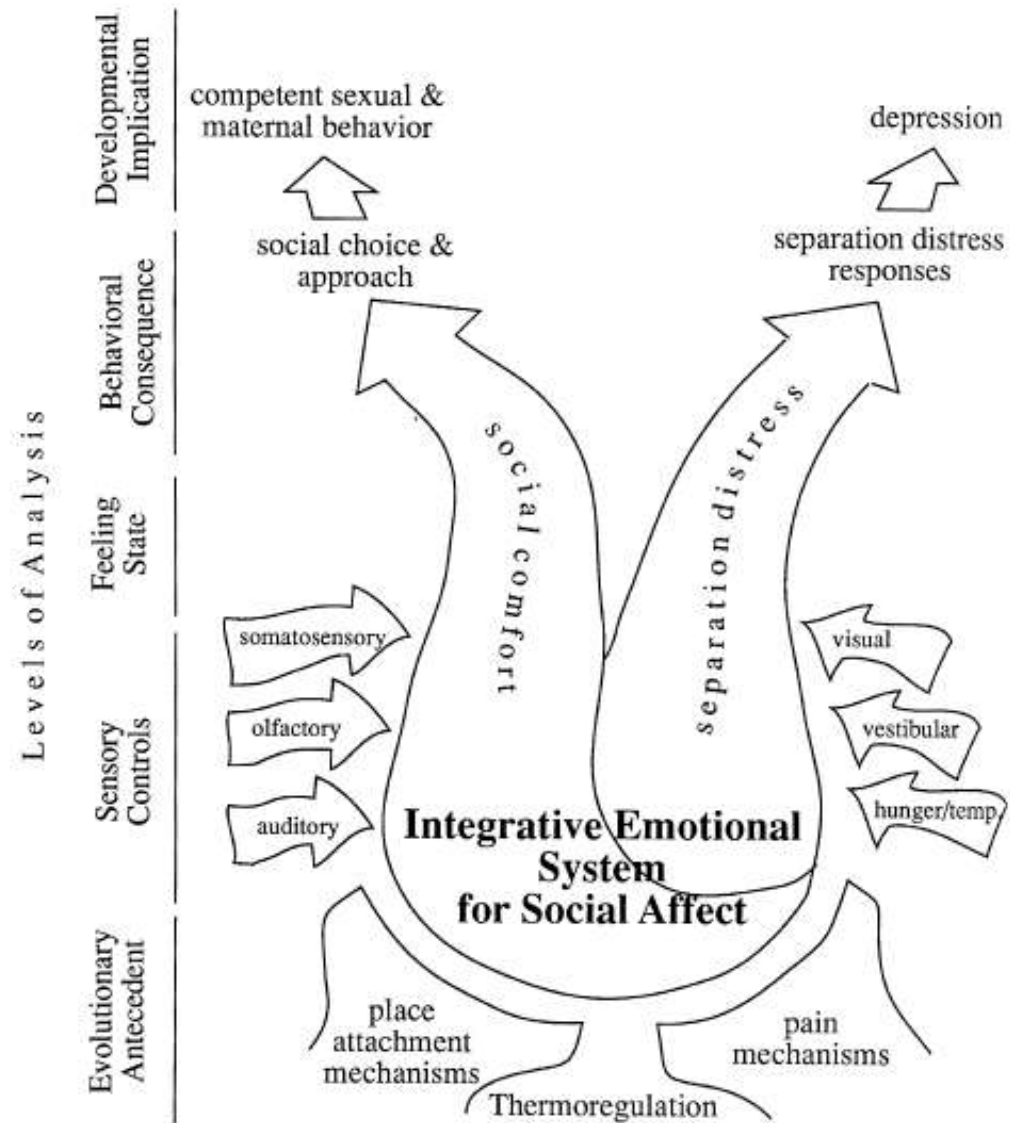 Levels of Analysis
Developmental
Implication
competent sexual &
maternal behavior
depression
Behavioral
Consequence
social choice &
approach
separation distress
responses
Feeling
State
social comfort
separation distress
Sensory
Controls
somatosensory
olfactory
auditory
visual
vestibular
hunger/temp.
Integrative Emotional
System
for Social Affect
Evolutionary
Antecedent
place
attachment
mechanisms
Thermoregulation
pain
mechanisms